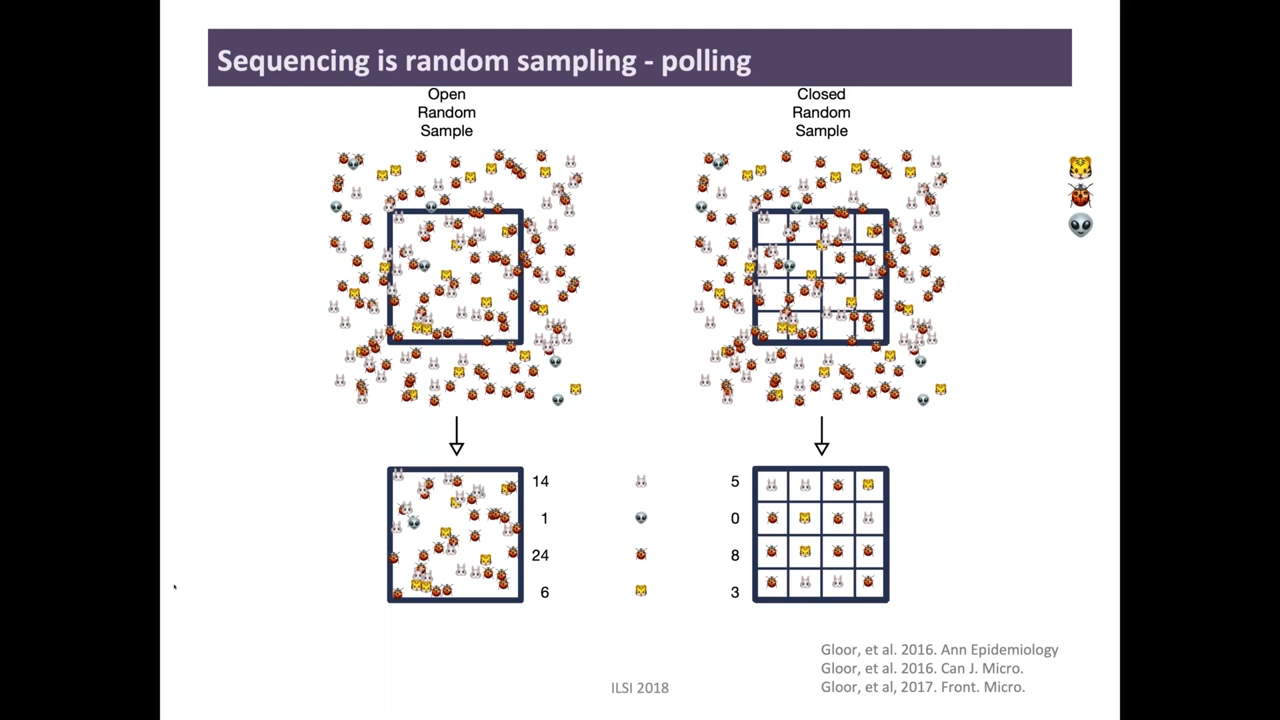 Sequencing is random sampling - polling
Open
Random
Sample
Closed
Random
Sample
14
1
24
6
5
0
8
3
Gloor, et al. 2016. Ann Epidemiology
Gloor, et al. 2016. Can J. Micro.
Gloor, et al, 2017. Front. Micro.
ILSI 2018